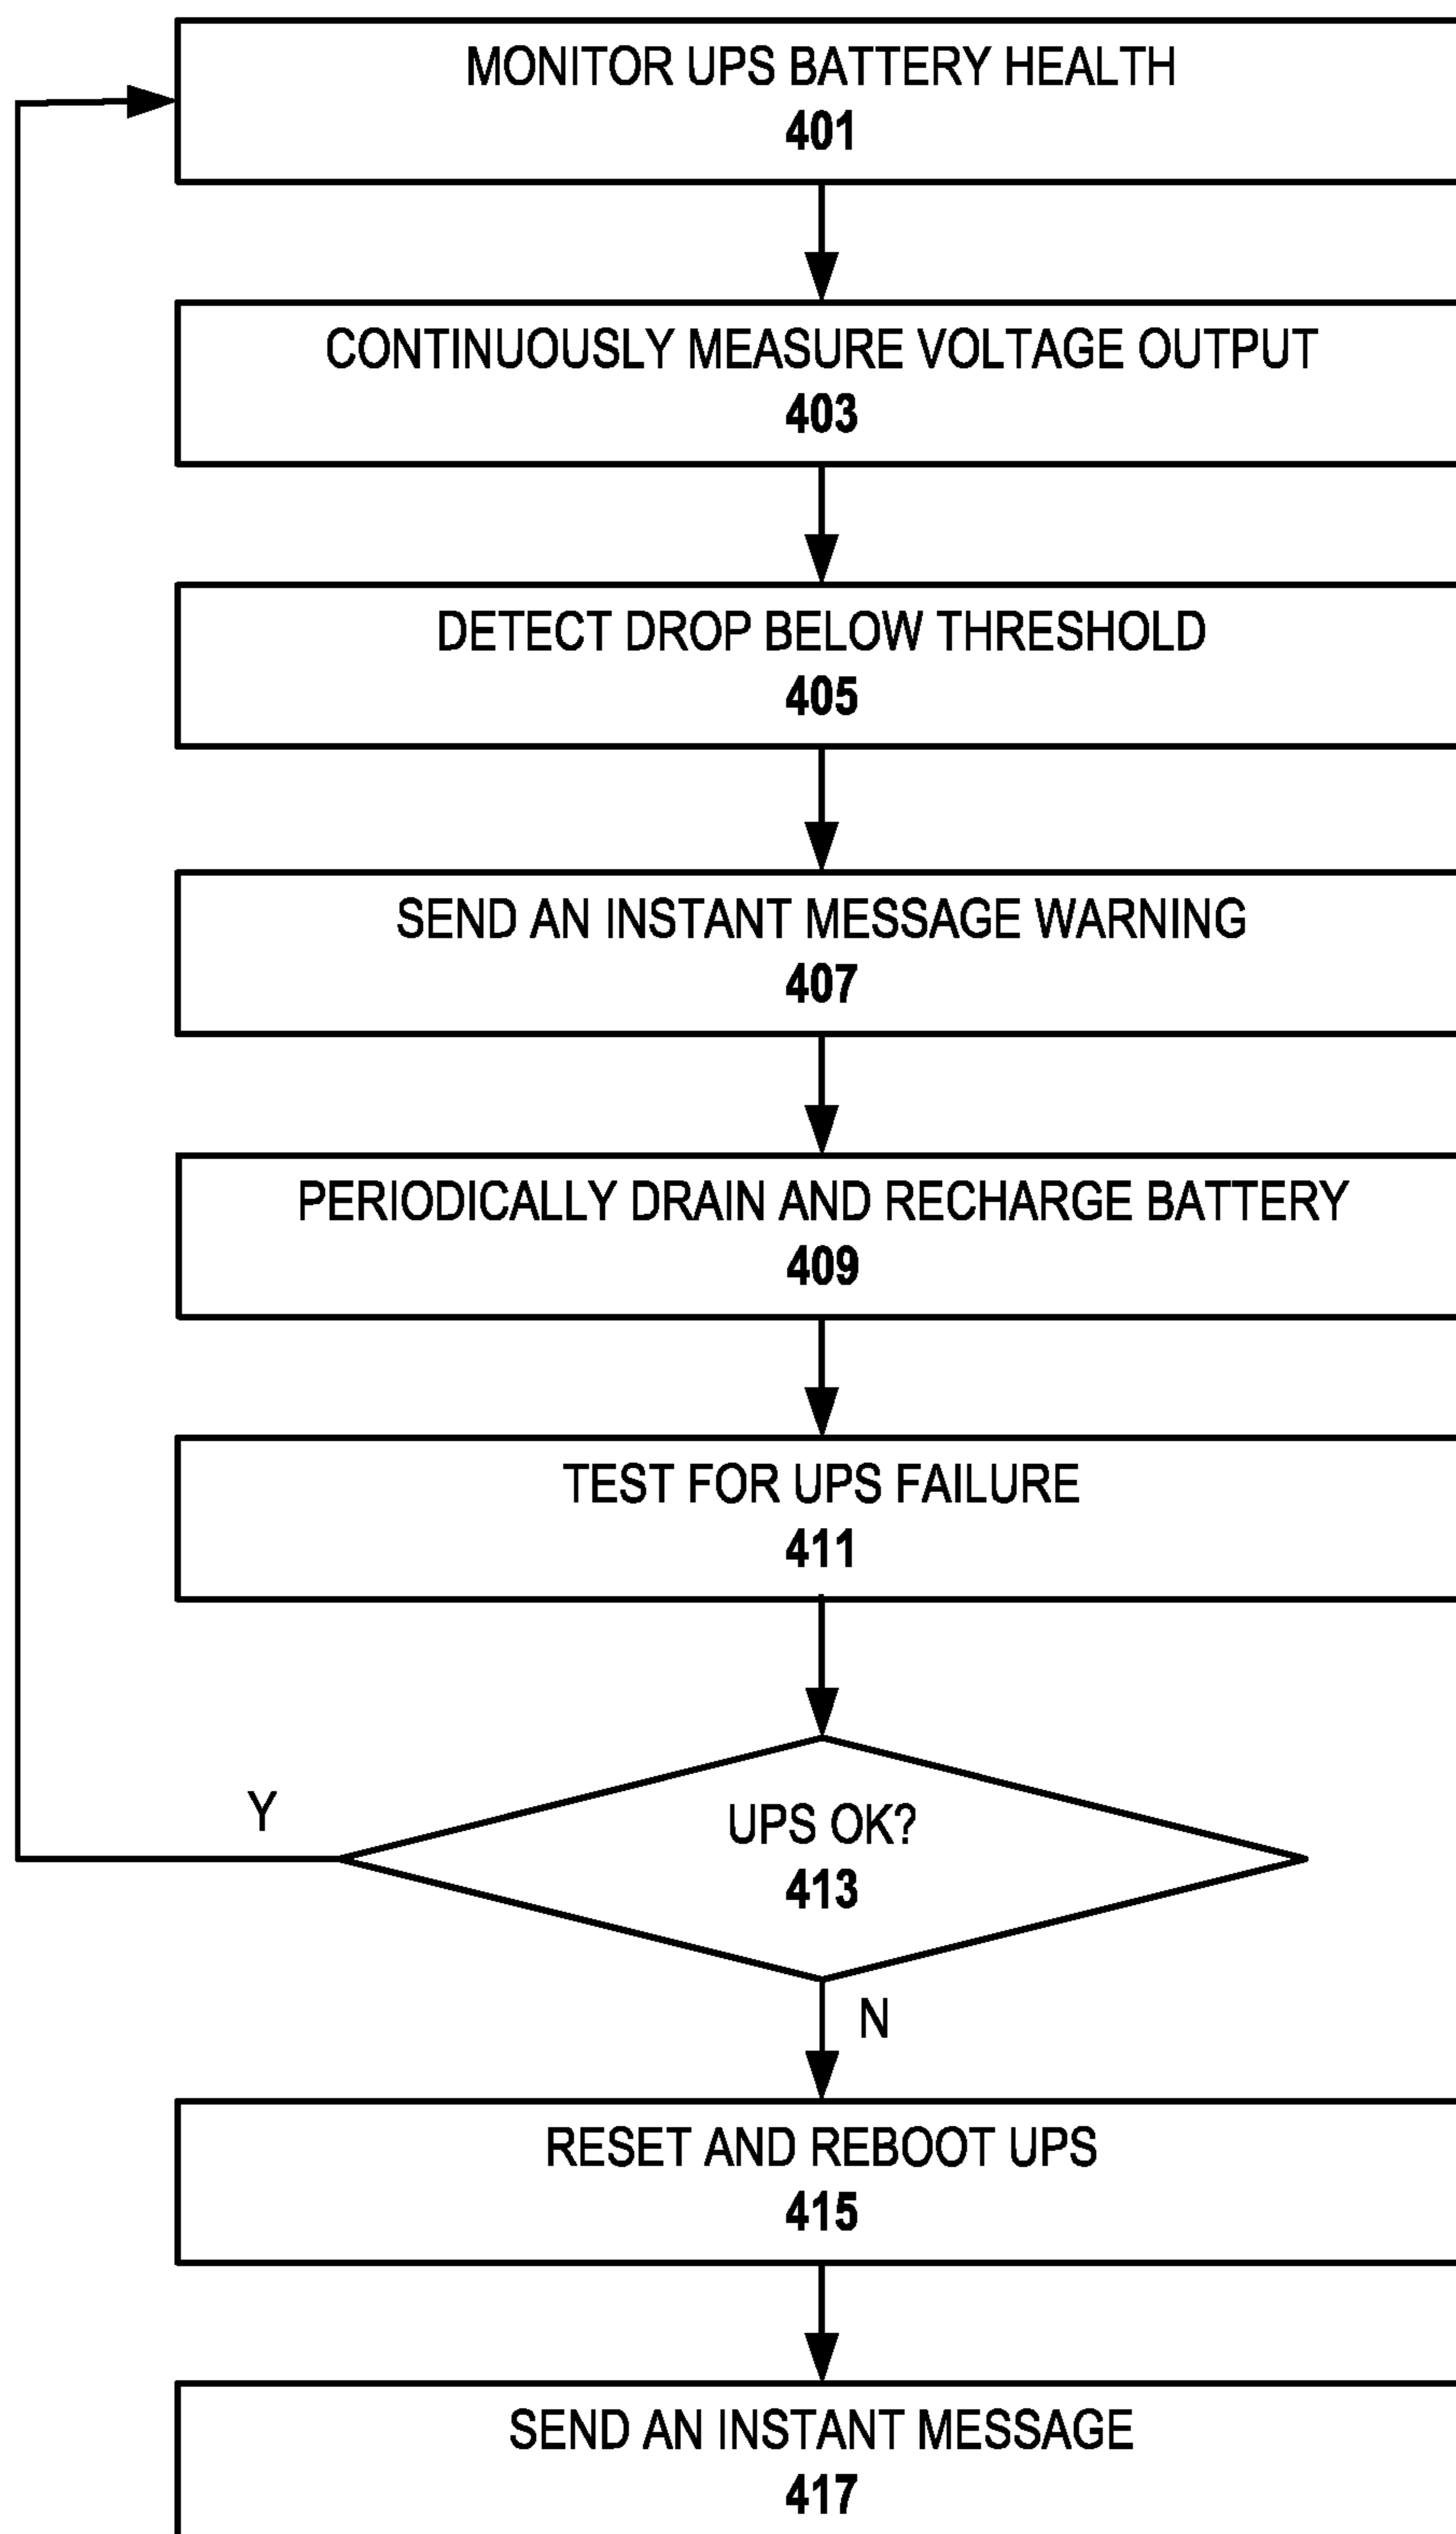 MONITOR UPS BATTERY HEALTH
401
CONTINUOUSLY MEASURE VOLTAGE OUTPUT
403
DETECT DROP BELOW THRESHOLD
405
SEND AN INSTANT MESSAGE WARNING
407
PERIODICALLY DRAIN AND RECHARGE BATTERY
409
TEST FOR UPS FAILURE
411
Y
UPS OK?
413
N
RESET AND REBOOT UPS
415
SEND AN INSTANT MESSAGE
417